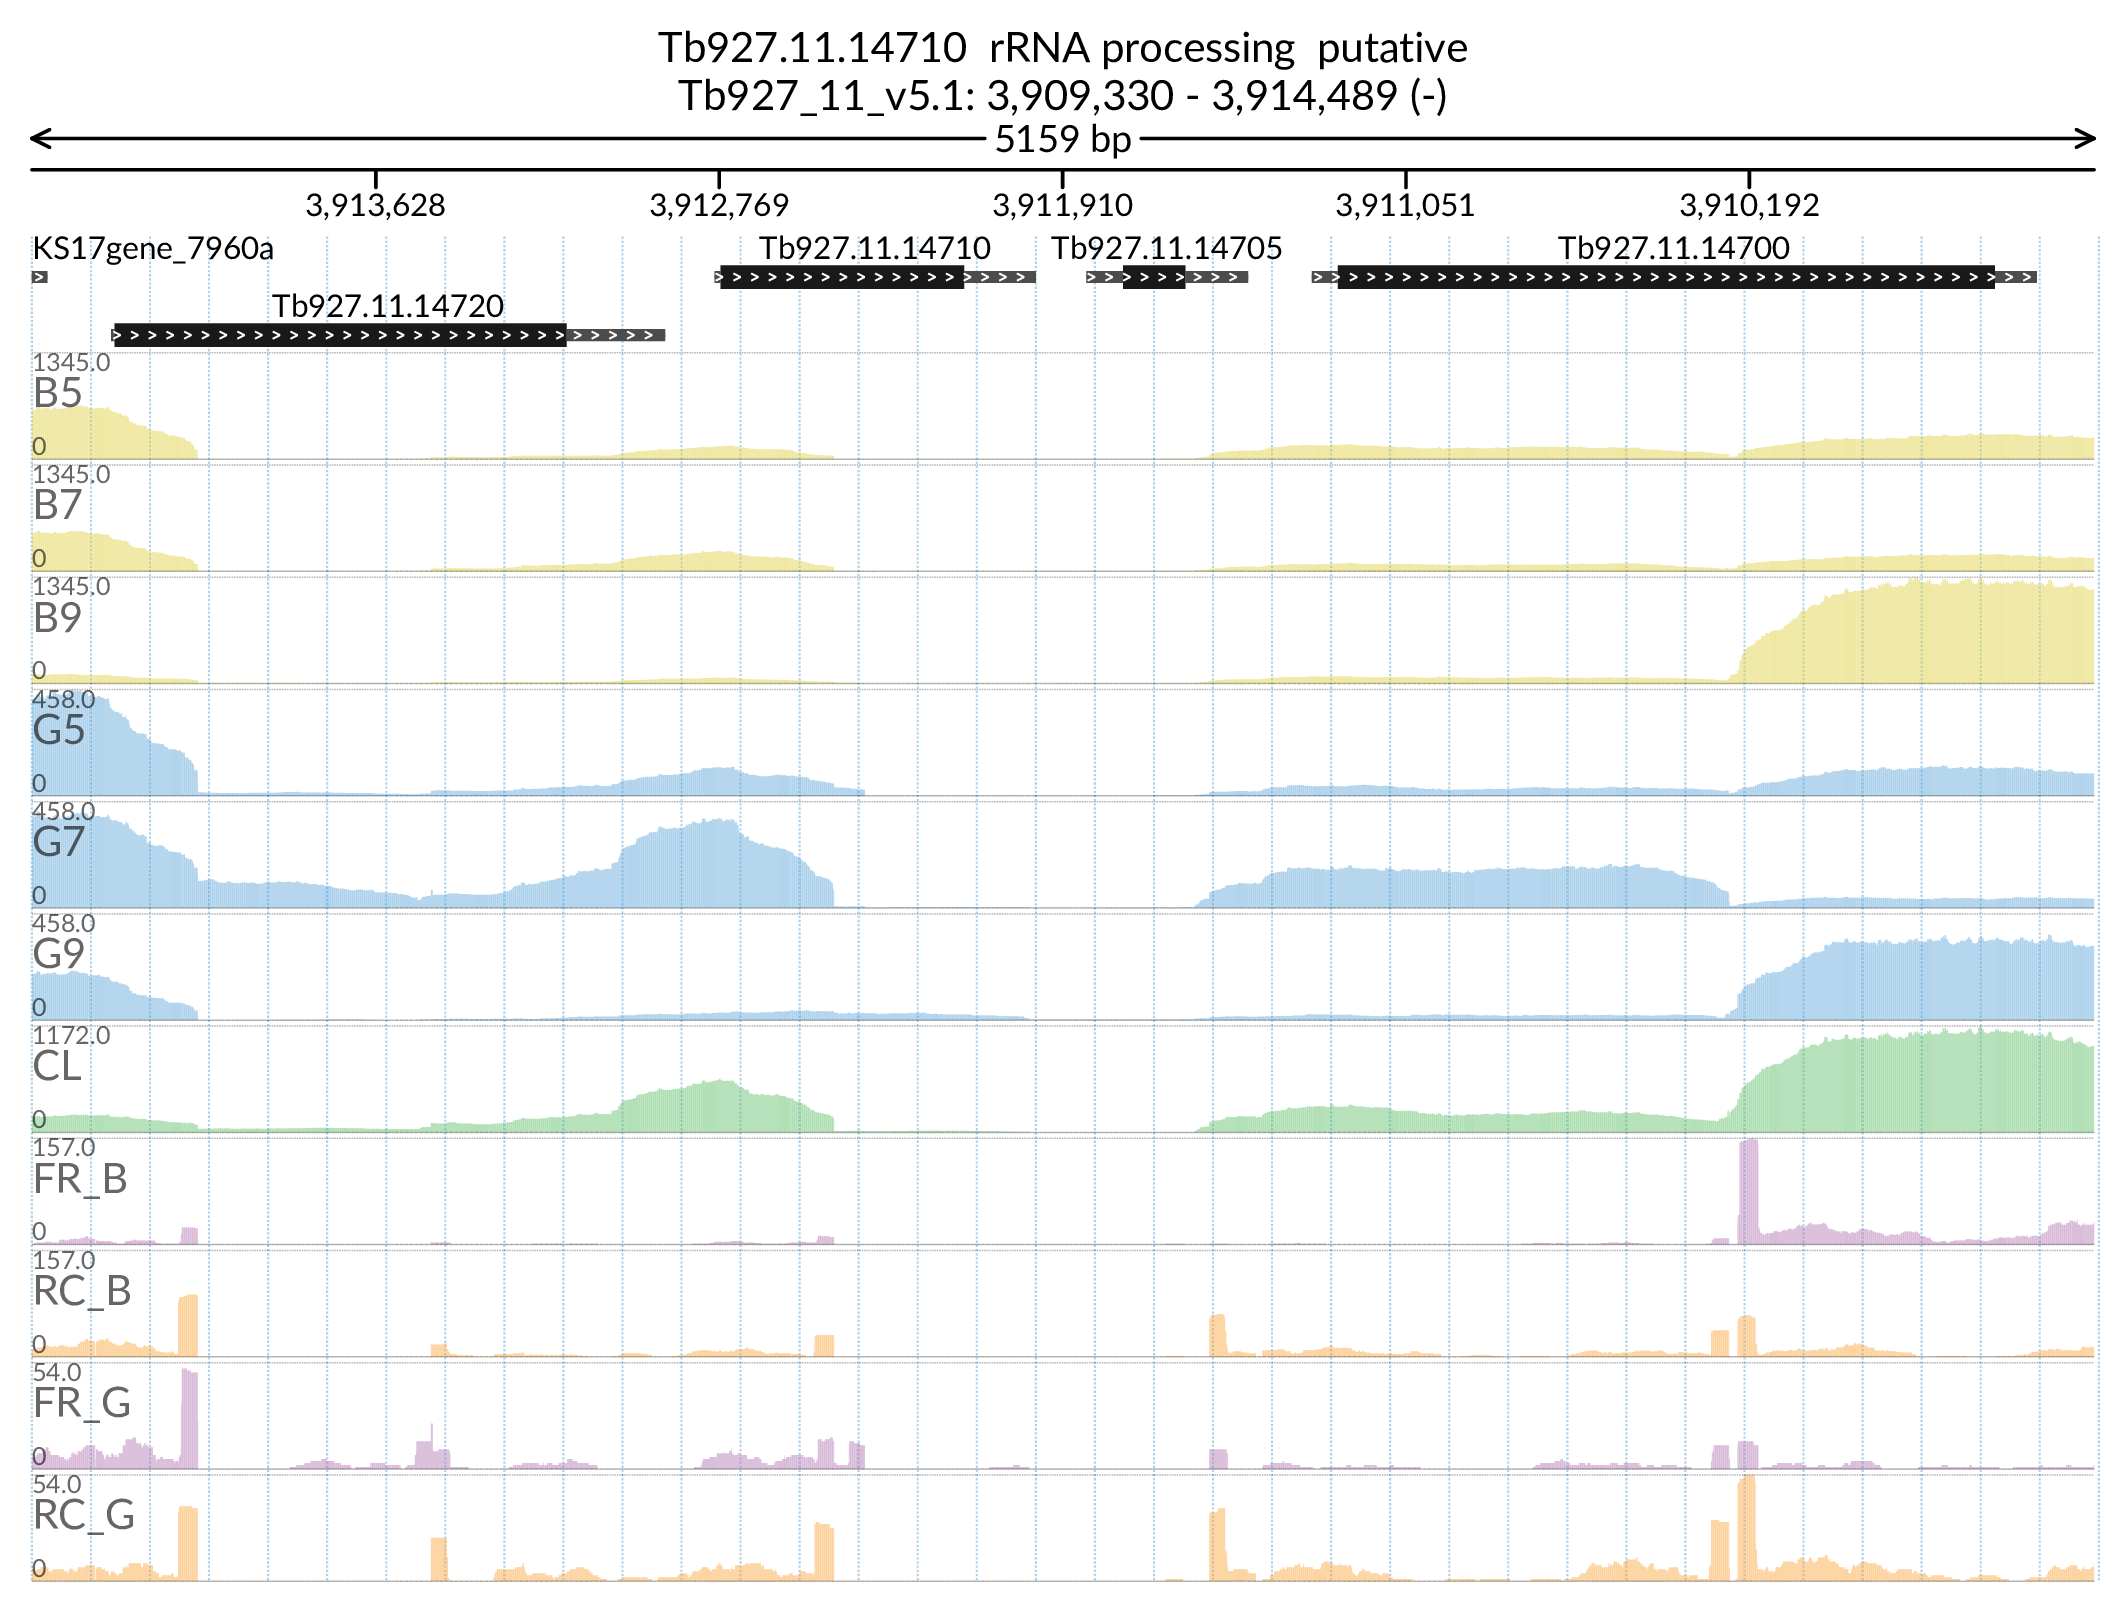 Tb927.11.14710 rRNA processing putative
Tb927_11_v5.1: 3,909,330 - 3,914,489 (-)
5159 bp
3,913,628 3,912,769 3,911,910 3,911,051 3,910,192
KS17gene_7960a Tb927.11.14710 Tb927.11.14705 Tb927.11.14700
Tb927.11.14720
1345.0
B5
0
1345.0
B7
0
1345.0
B9
0
458.0
G5
0
458.0
G7
0
458.0
G9
0
1172.0
CL
0
157.0
FR_B
0
157.0
RC_B
0
54.0
FR_G
0
54.0
RC_G
0